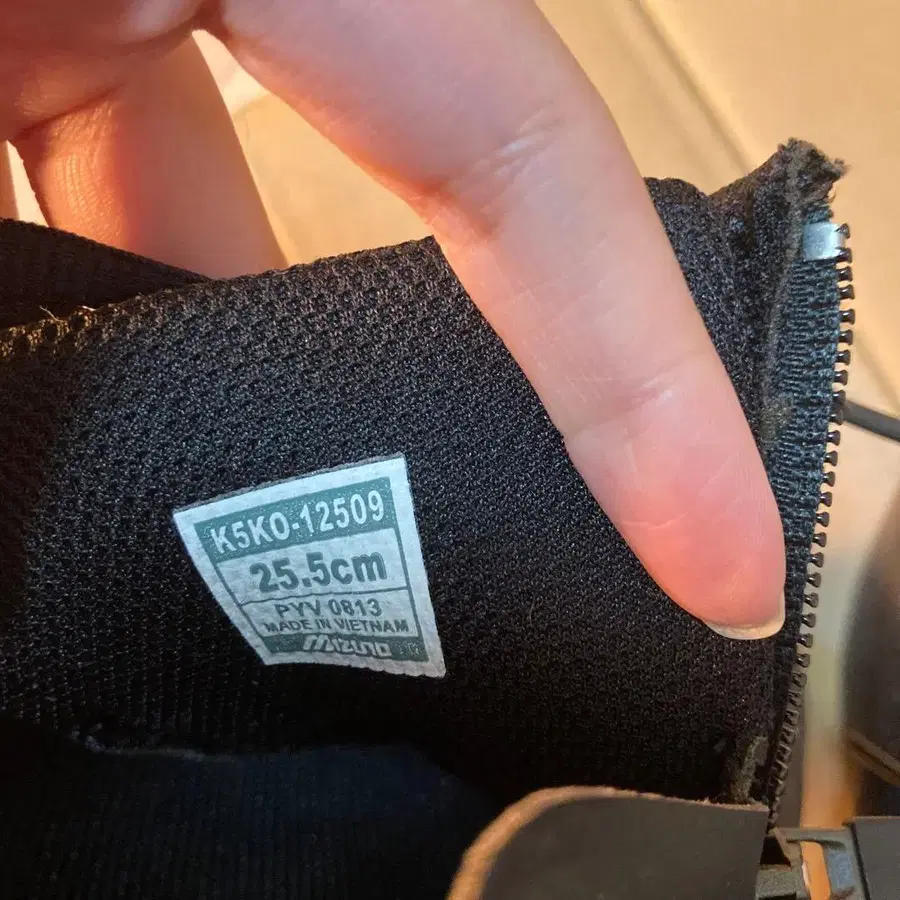 K5KO-12509
25.5cm
PYV 0813
MADE IN VIETNAM
mizuno